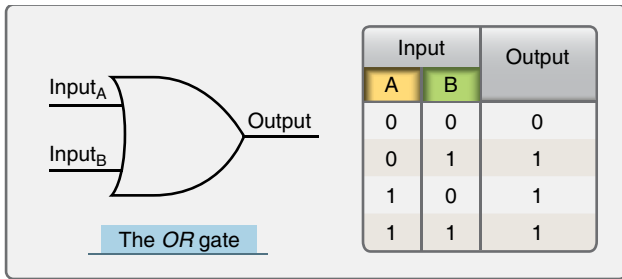 Input_A
Input_B
Output
The OR gate
Input Output
A B
0 0 0
0 1 1
1 0 1
1 1 1